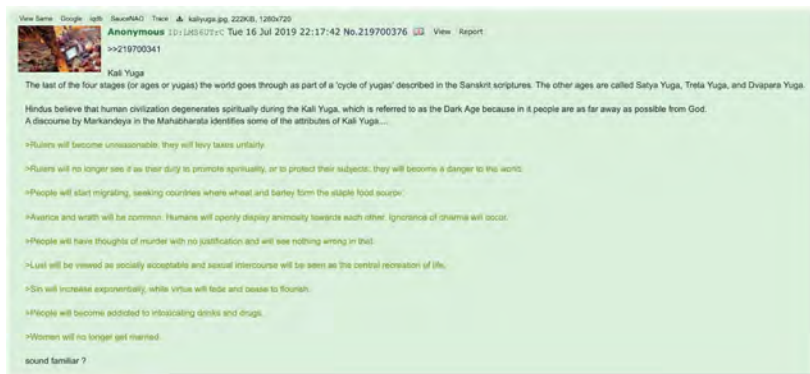 View Same Google iqdb SauceNAO Trace kaliyuga.jpg, 222KiB, 1280x720
Anonymous Tue 16 Jul 2019 22:17:42 No.219700376 View Report
>>219700341
Kali Yuga
The last of the four stages (or ages or yugas) the world goes through as part of a 'cycle of yugas' described in the Sanskrit scriptures. The other ages are called Satya Yuga, Treta Yuga, and Dvapara Yuga.
Hindus believe that human civilization degenerates spiritually during the Kali Yuga, which is referred to as the Dark Age because in it people are as far away as possible from God.
A discourse by Markandeya in the Mahabharata identifies some of the attributes of Kali Yuga....
>Rulers will become unreasonable, they will levy taxes unfairly.
>Rulers will no longer see it as their duty to promote spirituality, or to protect their subjects; they will become a danger to the world.
>People will start migrating, seeking countries where wheat and barley form the staple food source.
>Avarice and wrath will be common. Humans will openly display animosity towards each other. Ignorance of dharma will occur.
>People will have thoughts of murder with no justification and will see nothing wrong in that.
>Lust will be viewed as socially acceptable and sexual intercourse will be seen as the central recreation of life.
>Sin will increase exponentially, while virtue will fade and cease to flourish.
>People will become addicted to intoxicating drinks and drugs.
>Women will no longer get married.
sound familiar ?